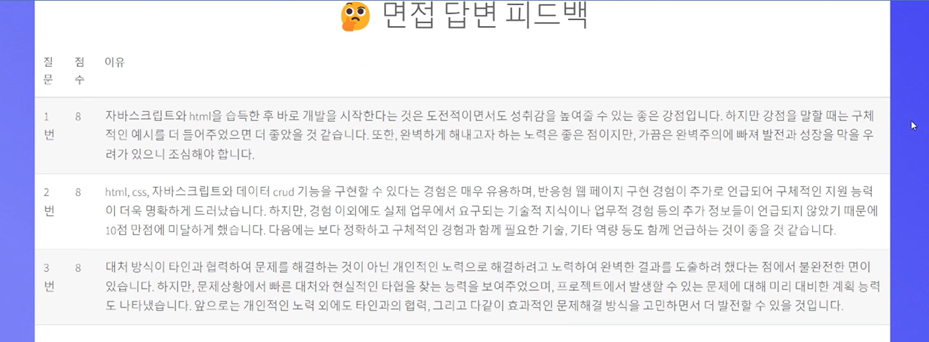 면접 답변 피드백
질문 점수 이유
1번 8 자바스크립트와 html을 습득한 후 바로 개발을 시작한다는 것은 도전적이면서도 성취감을 높여줄 수 있는 좋은 강점입니다. 하지만 강점을 말할 때는 구체
적인 예시를 더 들어주었으면 더 좋았을 것 같습니다. 또한, 완벽하게 해내고자 하는 노력은 좋은 점이지만, 가끔은 완벽주의에 빠져 발전과 성장을 막을 우
려가 있으니 조심해야 합니다.
2번 8 html, css, 자바스크립트와 데이터 crud 기능을 구현할 수 있다는 경험은 매우 유용하며, 반응형 웹 페이지 구현 경험이 추가로 언급되어 구체적인 지원 능력
이 더욱 명확하게 드러났습니다. 하지만, 경험 이외에도 실제 업무에서 요구되는 기술적 지식이나 업무적 경험 등의 추가 정보들이 언급되지 않았기 때문에
10점 만점에 미달하게 했습니다. 다음에는 보다 정확하고 구체적인 경험과 함께 필요한 기술, 기타 역량 등도 함께 언급하는 것이 좋을 것 같습니다.
3번 8 대처 방식이 타인과 협력하여 문제를 해결하는 것이 아닌 개인적인 노력으로 해결하려고 노력하여 완벽한 결과를 도출하려 했다는 점에서 불완전한 면이
있습니다. 하지만, 문제상황에서 빠른 대처와 현실적인 타협을 찾는 능력을 보여주었으며, 프로젝트에서 발생할 수 있는 문제에 대해 미리 대비한 계획 능력
도 나타냈습니다. 앞으로는 개인적인 노력 외에도 타인과의 협력, 그리고 다같이 효과적인 문제해결 방식을 고민하면서 더 발전할 수 있을 것입니다.